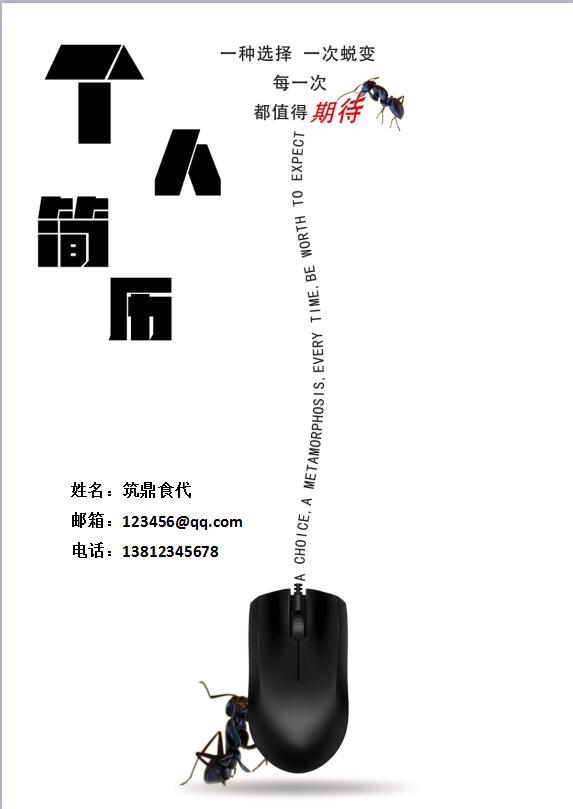 个人简历
一种选择 一次蜕变
每一次
都值得期待
A CHOICE,A METAMORPHOSIS,EVERY TIME,BE WORTH TO EXPECT
姓名：筑鼎食代
邮箱：123456@qq.com
电话：13812345678